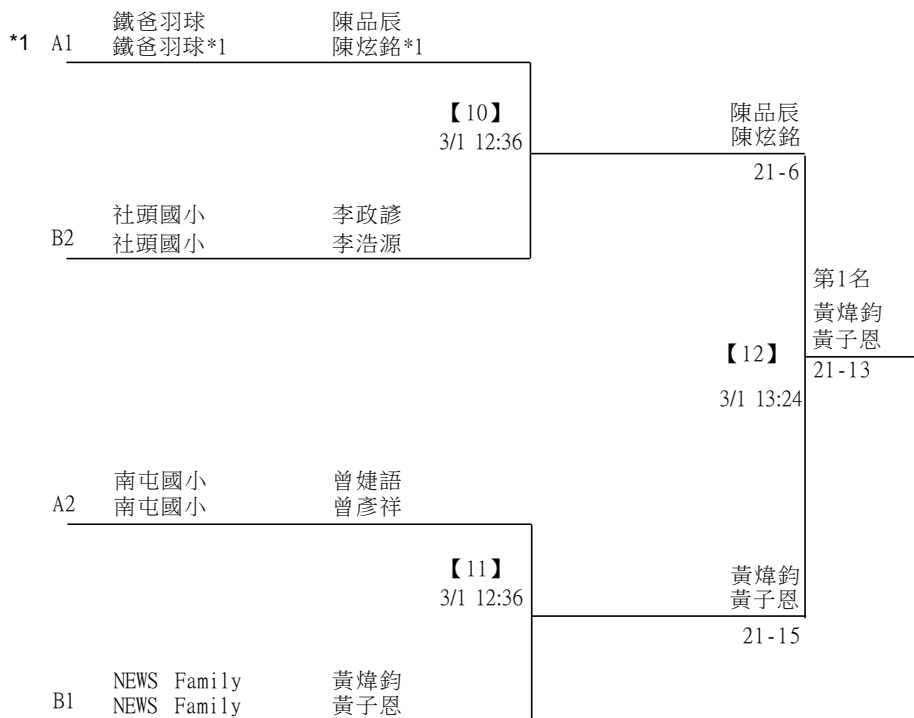 鐵爸羽球 陳品辰
*1 A1 鐵爸羽球*1 陳炫銘*1
【10】
3/1 12:36
陳品辰
陳炫銘
21-6
社頭國小 李政諺
B2 社頭國小 李浩源
第1名
黃煒鈞
黃子恩
【12】
21-13
3/1 13:24
南屯國小 曾婕語
A2 南屯國小 曾彥祥
【11】
3/1 12:36
黃煒鈞
黃子恩
21-15
NEWS Family 黃煒鈞
B1 NEWS Family 黃子恩